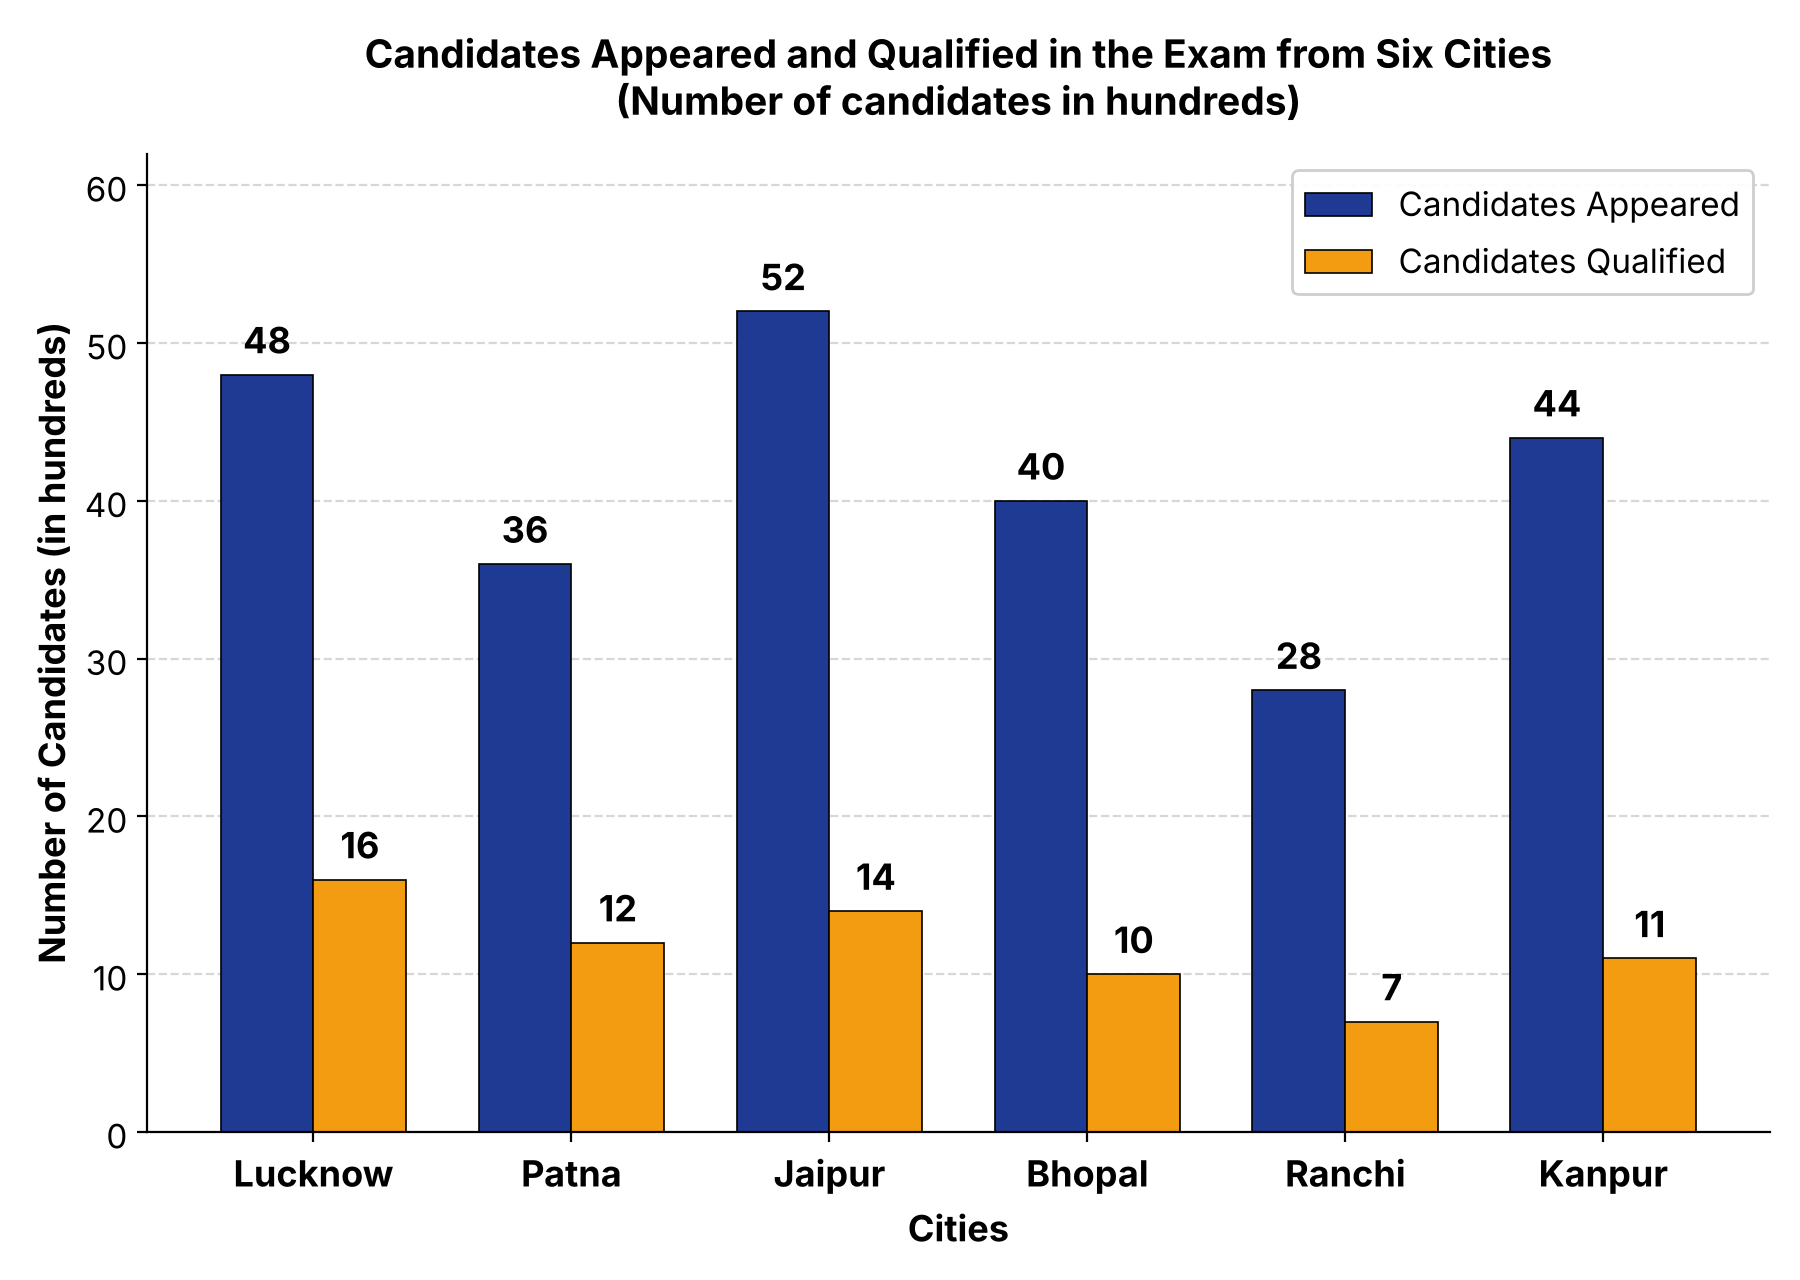 Candidates Appeared and Qualified in the Exam from Six Cities
(Number of candidates in hundreds)
Candidates Appeared
Candidates Qualified
Number of Candidates (in hundreds)
60
50
40
30
20
10
0
48
16
36
12
52
14
40
10
28
7
44
11
Lucknow
Patna
Jaipur
Bhopal
Ranchi
Kanpur
Cities